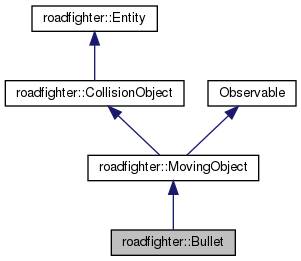 roadfighter::Entity
roadfighter::CollisionObject
Observable
roadfighter::MovingObject
roadfighter::Bullet